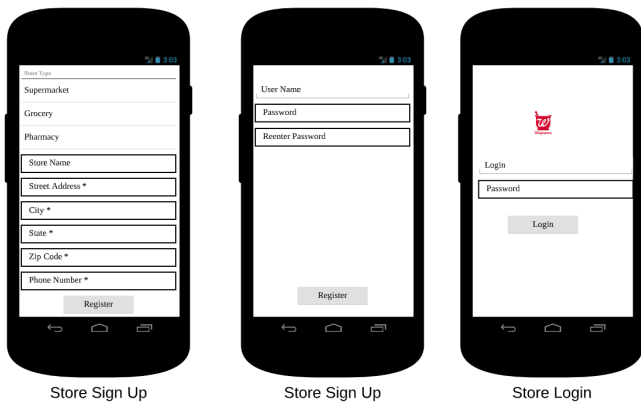 3:03
Store Type
Supermarket
Grocery
Pharmacy
Store Name
Street Address *
City *
State *
Zip Code *
Phone Number *
Register
Store Sign Up
3:03
User Name
Password
Reenter Password
Register
Store Sign Up
3:03
W
Walgreens
Login
Password
Login
Store Login